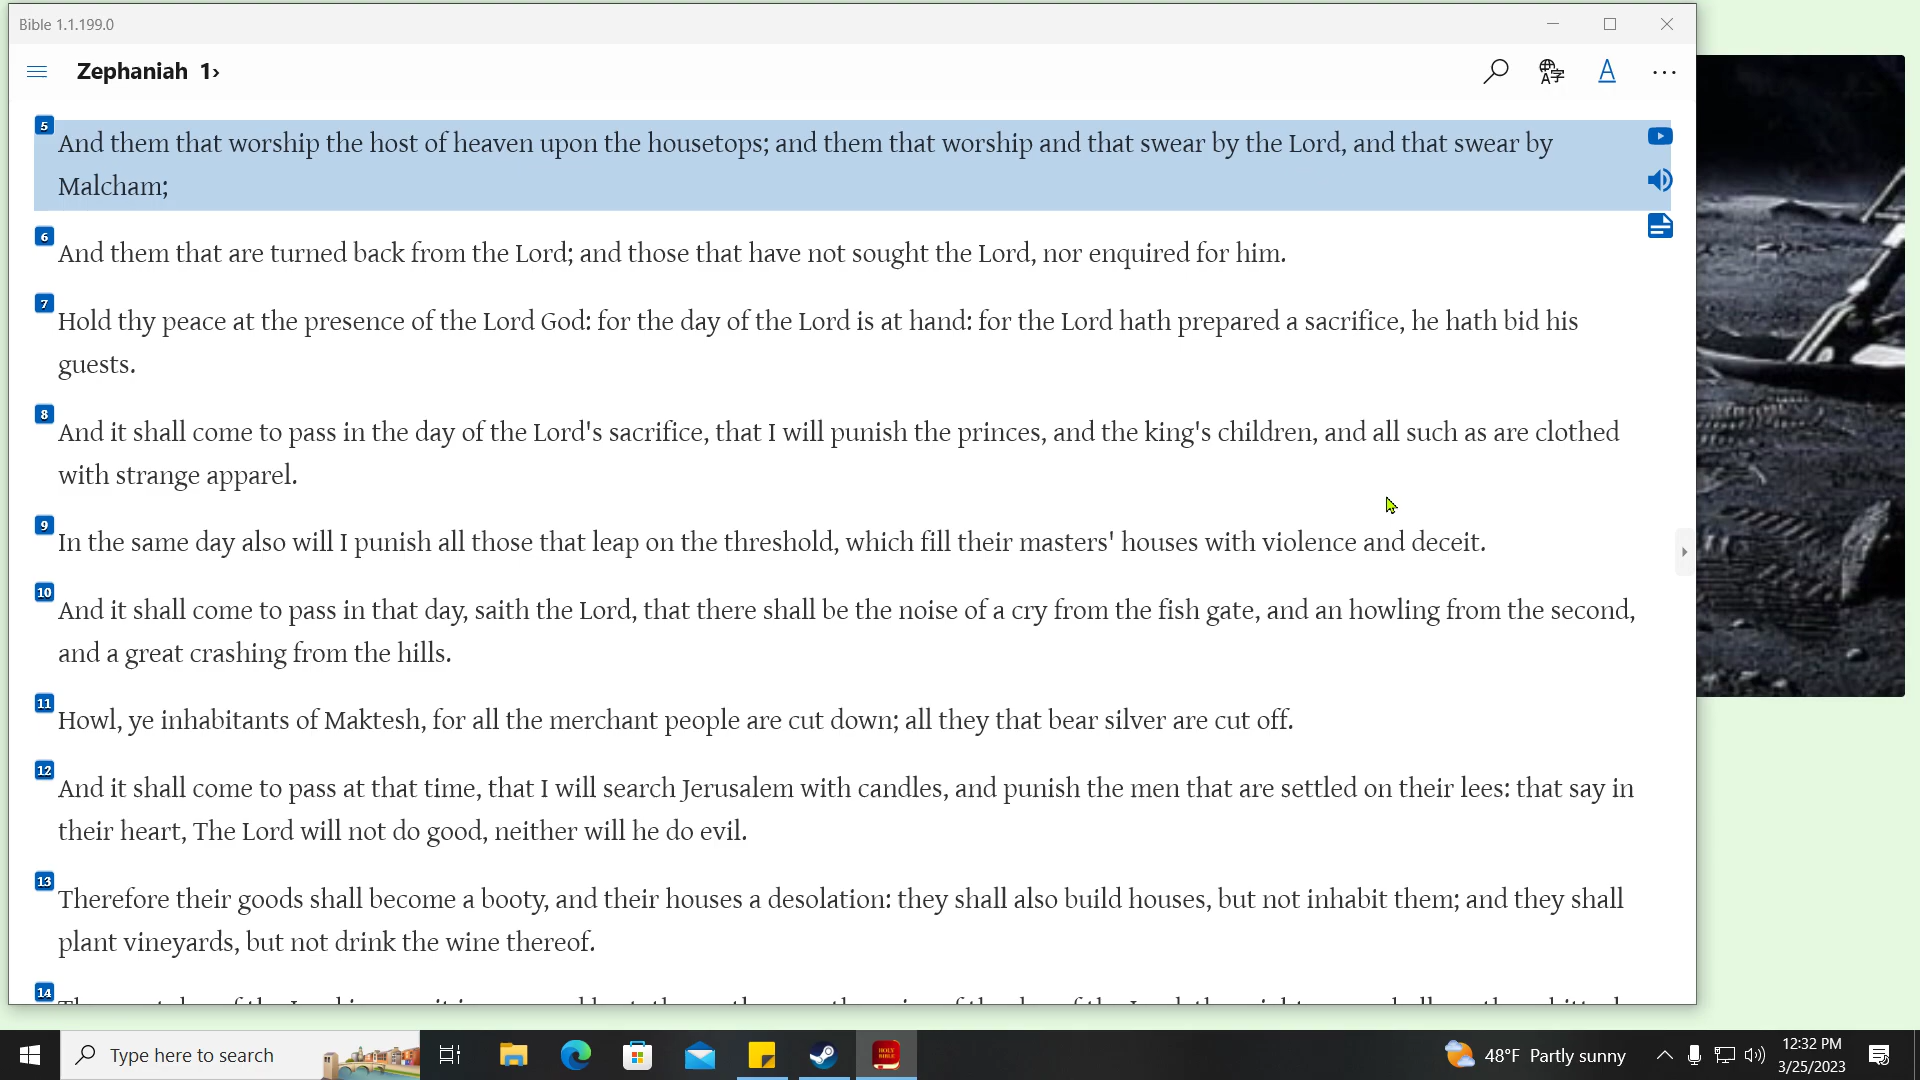 Bible 1.1.199.0
Zephaniah 1›
5 And them that worship the host of heaven upon the housetops; and them that worship and that swear by the Lord, and that swear by
Malcham;
6 And them that are turned back from the Lord; and those that have not sought the Lord, nor enquired for him.
7 Hold thy peace at the presence of the Lord God: for the day of the Lord is at hand: for the Lord hath prepared a sacrifice, he hath bid his
guests.
8 And it shall come to pass in the day of the Lord's sacrifice, that I will punish the princes, and the king's children, and all such as are clothed
with strange apparel.
9 In the same day also will I punish all those that leap on the threshold, which fill their masters' houses with violence and deceit.
10 And it shall come to pass in that day, saith the Lord, that there shall be the noise of a cry from the fish gate, and an howling from the second,
and a great crashing from the hills.
11 Howl, ye inhabitants of Maktesh, for all the merchant people are cut down; all they that bear silver are cut off.
12 And it shall come to pass at that time, that I will search Jerusalem with candles, and punish the men that are settled on their lees: that say in
their heart, The Lord will not do good, neither will he do evil.
13 Therefore their goods shall become a booty, and their houses a desolation: they shall also build houses, but not inhabit them; and they shall
plant vineyards, but not drink the wine thereof.
14
Type here to search
HOLY BIBLE
48°F Partly sunny
12:32 PM
3/25/2023